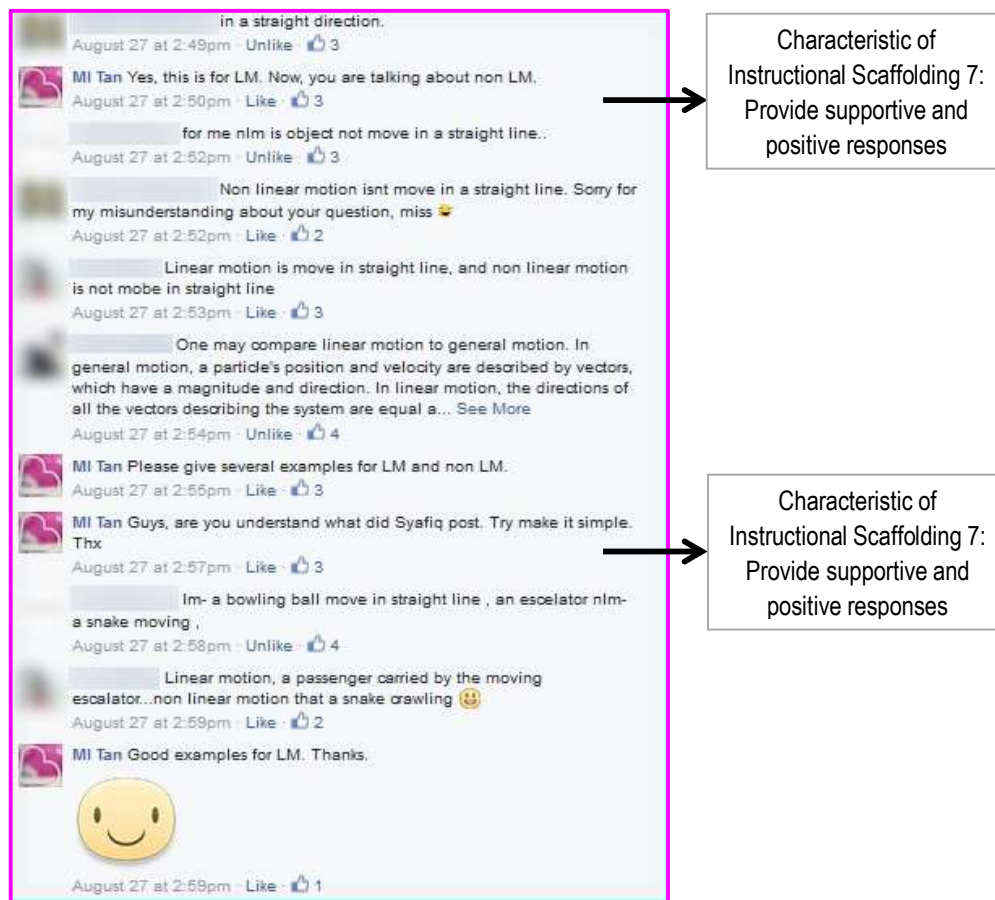 in a straight direction.
August 27 at 2:49pm · Unlike · 3
MI Tan Yes, this is for LM. Now, you are talking about non LM.
August 27 at 2:50pm · Like · 3
for me nlm is object not move in a straight line..
August 27 at 2:52pm · Unlike · 3
Non linear motion isnt move in a straight line. Sorry for
my misunderstanding about your question, miss
August 27 at 2:52pm · Like · 2
Linear motion is move in straight line, and non linear motion
is not mobe in straight line
August 27 at 2:53pm · Like · 3
One may compare linear motion to general motion. In
general motion, a particle's position and velocity are described by vectors,
which have a magnitude and direction. In linear motion, the directions of
all the vectors describing the system are equal a... See More
August 27 at 2:54pm · Unlike · 4
MI Tan Please give several examples for LM and non LM.
August 27 at 2:55pm · Like · 3
MI Tan Guys, are you understand what did Syafiq post. Try make it simple.
Thx
August 27 at 2:57pm · Like · 3
lm- a bowling ball move in straight line , an escelator nlm-
a snake moving ,
August 27 at 2:58pm · Unlike · 4
Linear motion, a passenger carried by the moving
escalator...non linear motion that a snake crawling
August 27 at 2:59pm · Like · 2
MI Tan Good examples for LM. Thanks.
August 27 at 2:59pm · Like · 1
Characteristic of
Instructional Scaffolding 7:
Provide supportive and
positive responses
Characteristic of
Instructional Scaffolding 7:
Provide supportive and
positive responses